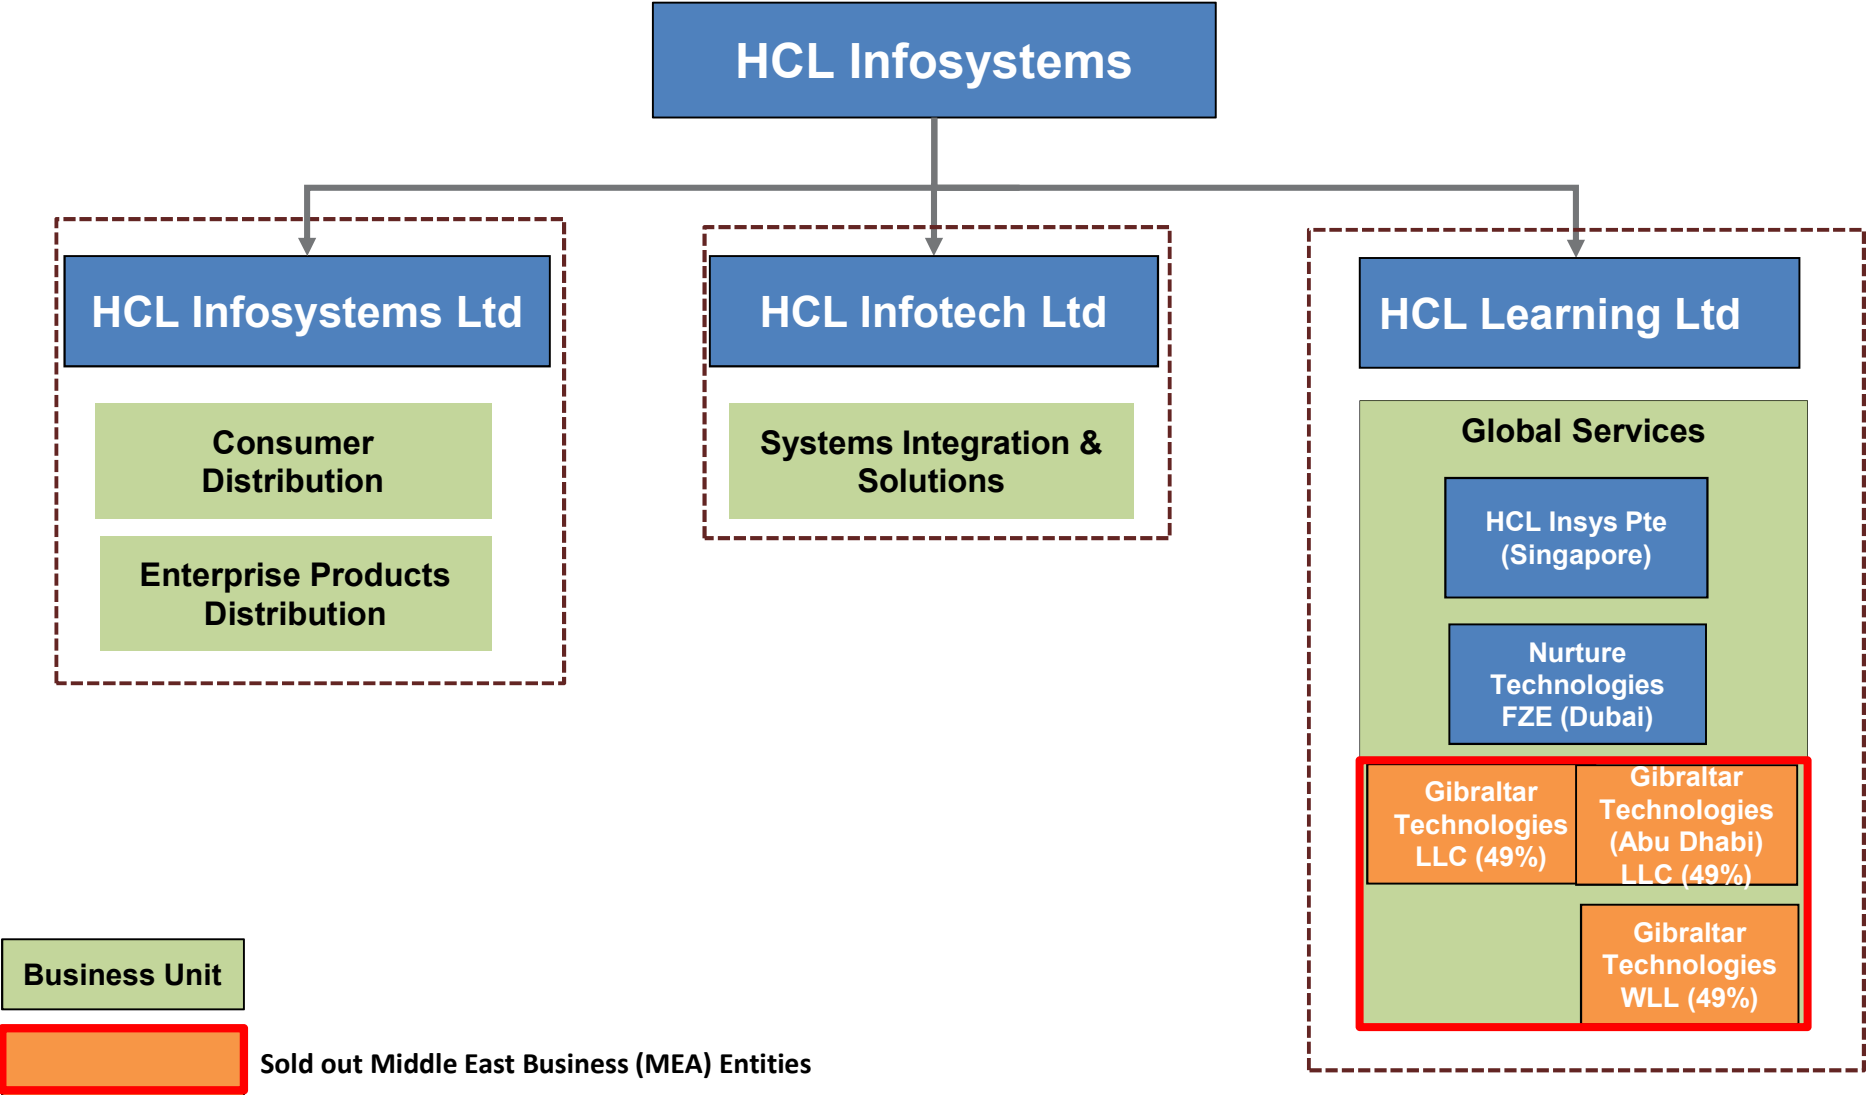 HCL Infosystems
HCL Infosystems Ltd
Consumer
Distribution
Enterprise Products
Distribution
HCL Infotech Ltd
Systems Integration &
Solutions
HCL Learning Ltd
Global Services
HCL Insys Pte
(Singapore)
Nurture
Technologies
FZE (Dubai)
Gibraltar
Technologies
LLC (49%)
Gibraltar
Technologies
(Abu Dhabi)
LLC (49%)
Gibraltar
Technologies
WLL (49%)
Business Unit
Sold out Middle East Business (MEA) Entities